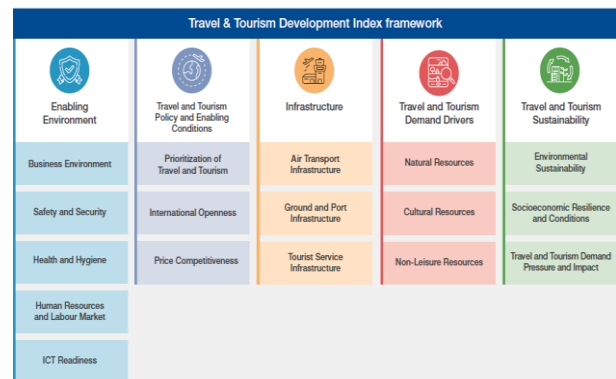 Travel & Tourism Development Index framework
Enabling
Environment
Business Environment
Safety and Security
Health and Hygiene
Human Resources
and Labour Market
ICT Readiness
Travel and Tourism
Policy and Enabling
Conditions
Prioritization of
Travel and Tourism
International Openness
Price Competitiveness
Infrastructure
Air Transport
Infrastructure
Ground and Port
Infrastructure
Tourist Service
Infrastructure
Travel and Tourism
Demand Drivers
Natural Resources
Cultural Resources
Non-Leisure Resources
Travel and Tourism
Sustainability
Environmental
Sustainability
Socioeconomic Resilience
and Conditions
Travel and Tourism Demand
Pressure and Impact